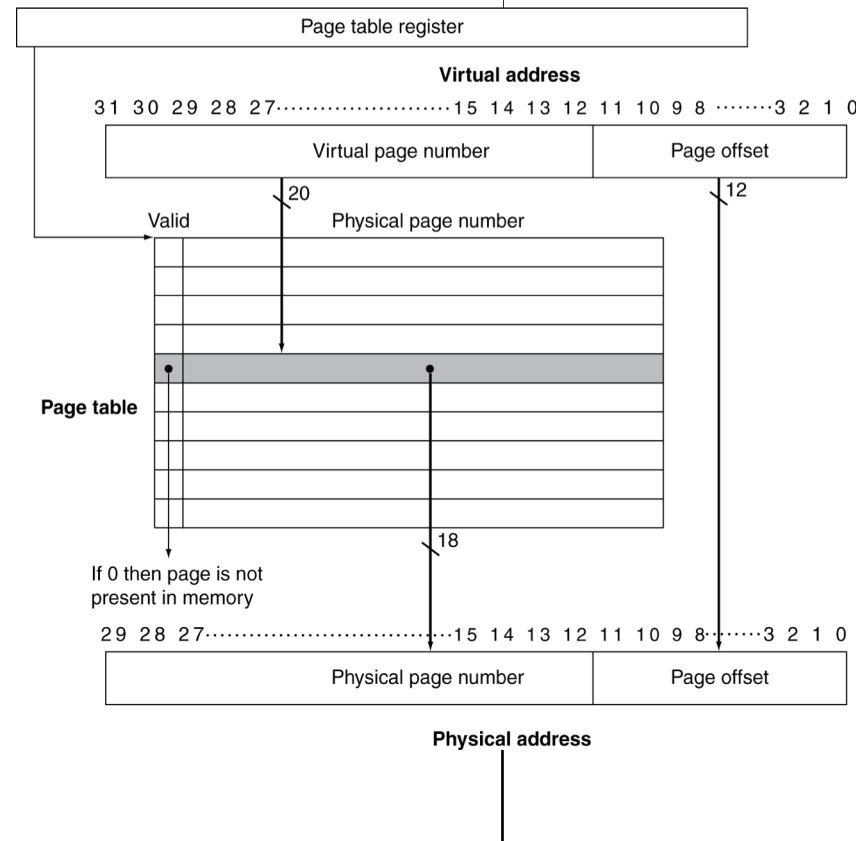 Page table register
Virtual address
31 30 29 28 27························15 14 13 12 11 10 9 8 ········3 2 1 0
Virtual page number Page offset
20 12
Valid Physical page number
Page table
18
If 0 then page is not
present in memory
29 28 27··································15 14 13 12 11 10 9 8········3 2 1 0
Physical page number Page offset
Physical address